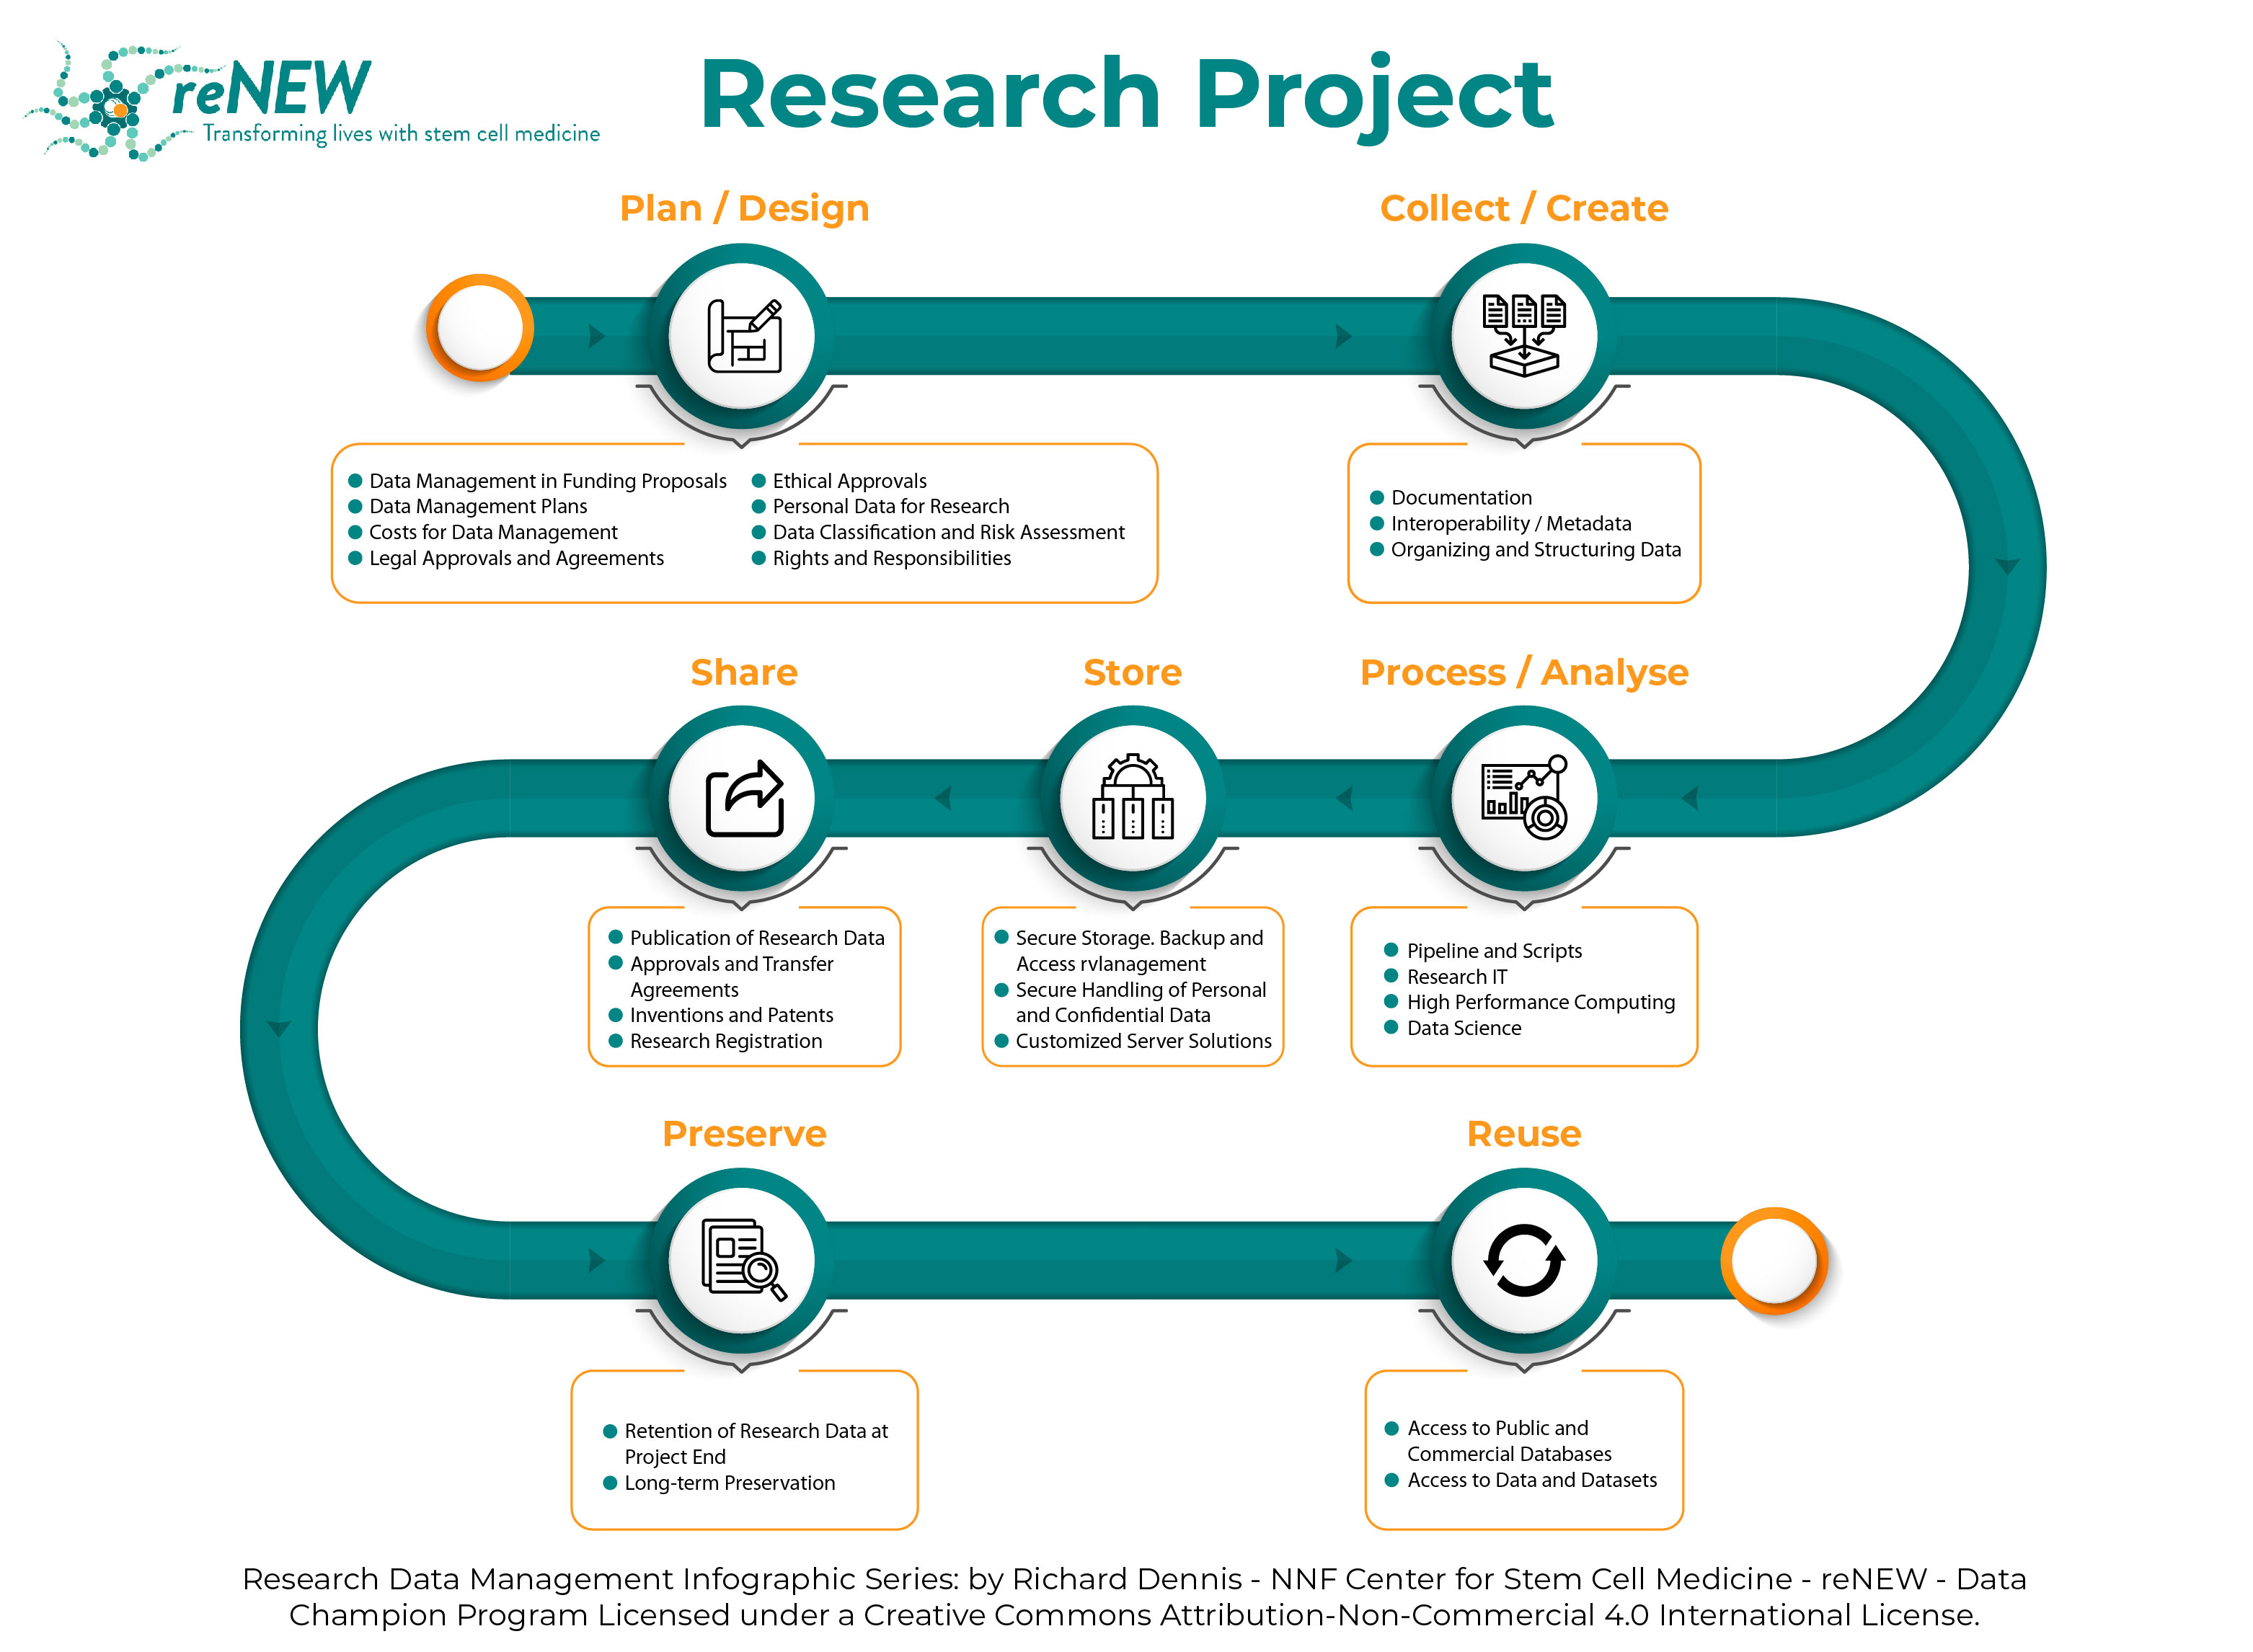 reNEW
Transforming lives with stem cell medicine
Research Project
Plan / Design
Collect / Create
Data Management in Funding Proposals
Data Management Plans
Costs for Data Management
Legal Approvals and Agreements
Ethical Approvals
Personal Data for Research
Data Classification and Risk Assessment
Rights and Responsibilities
Documentation
Interoperability / Metadata
Organizing and Structuring Data
Share
Store
Process / Analyse
Publication of Research Data
Approvals and Transfer
Agreements
Inventions and Patents
Research Registration
Secure Storage. Backup and
Access rvlanagement
Secure Handling of Personal
and Confidential Data
Customized Server Solutions
Pipeline and Scripts
Research IT
High Performance Computing
Data Science
Preserve
Reuse
Retention of Research Data at
Project End
Long-term Preservation
Access to Public and
Commercial Databases
Access to Data and Datasets
Research Data Management Infographic Series: by Richard Dennis - NNF Center for Stem Cell Medicine - reNEW - Data
Champion Program Licensed under a Creative Commons Attribution-Non-Commercial 4.0 International License.